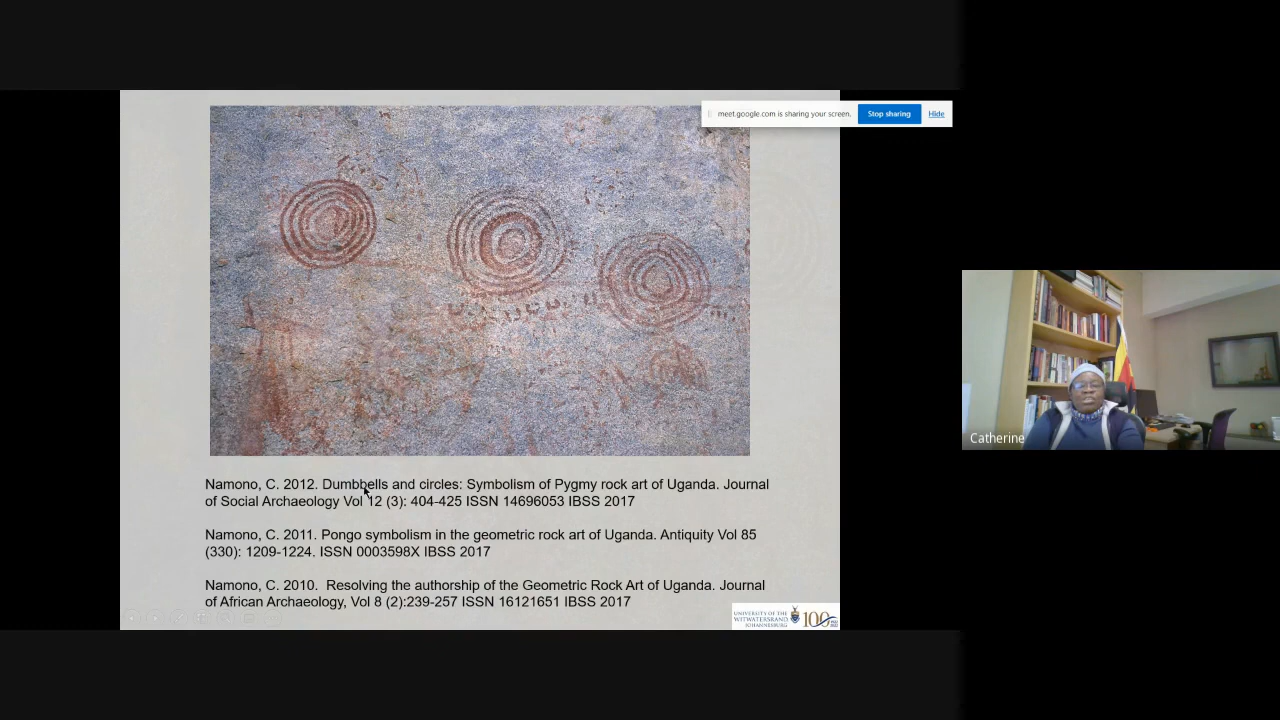 meet.google.com is sharing your screen.
Stop sharing
Hide
Namono, C. 2012. Dumbbells and circles: Symbolism of Pygmy rock art of Uganda. Journal
of Social Archaeology Vol 12 (3): 404-425 ISSN 14696053 IBSS 2017
Namono, C. 2011. Pongo symbolism in the geometric rock art of Uganda. Antiquity Vol 85
(330): 1209-1224. ISSN 0003598X IBSS 2017
Namono, C. 2010. Resolving the authorship of the Geometric Rock Art of Uganda. Journal
of African Archaeology, Vol 8 (2):239-257 ISSN 16121651 IBSS 2017
UNIVERSITY OF THE
WITWATERSRAND
JOHANNESBURG
100
Catherine